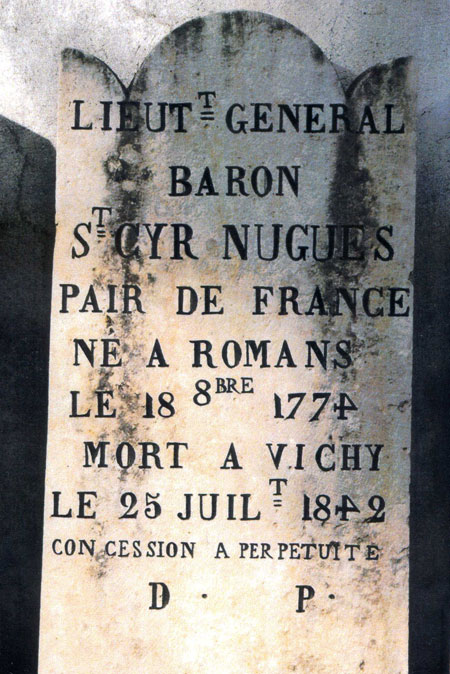 LIEUTᵀ GENERAL
BARON
Sᵀ CYR NUGUES
PAIR DE FRANCE
NÉ A ROMANS
LE 18 8ᴮᴿᴱ 1774
MORT A VICHY
LE 25 JUILᵀ 1842
CONCESSION A PERPETUITE
D. P.